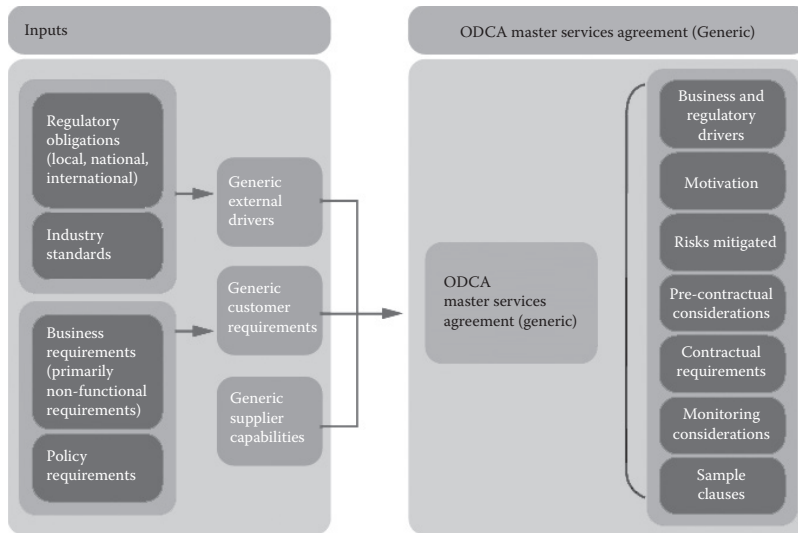 Inputs
Regulatory
obligations
(local, national,
international)
Industry
standards
Business
requirements
(primarily
non-functional
requirements)
Policy
requirements
Generic
external
drivers
Generic
customer
requirements
Generic
supplier
capabilities
ODCA master services agreement (Generic)
ODCA
master services
agreement (generic)
Business and
regulatory
drivers
Motivation
Risks mitigated
Pre-contractual
considerations
Contractual
requirements
Monitoring
considerations
Sample
clauses